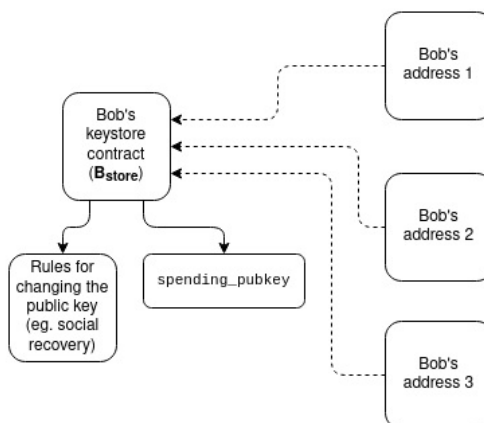 Bob's
address 1
Bob's
keystore
contract
(B_store)
Bob's
address 2
Rules for
changing the
public key
(eg. social
recovery)
spending_pubkey
Bob's
address 3